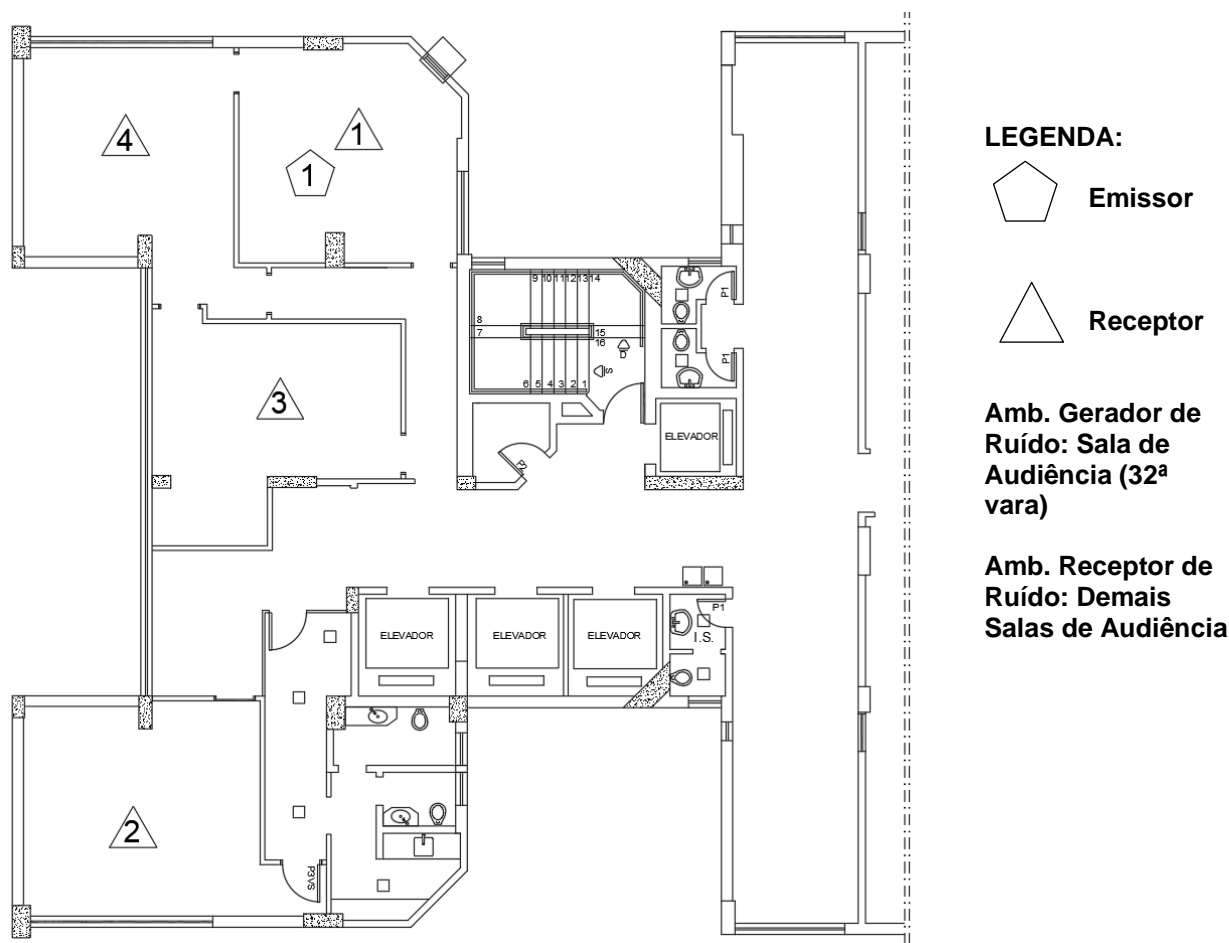 4
1
1
9 10 11 12 13 14
8
7
15
16
6 5 4 3 2 1
D
S
P1
P1
3
ELEVADOR
P2
ELEVADOR
ELEVADOR
ELEVADOR
P1
I.S.
2
P3VS
LEGENDA:
Emissor
Receptor
Amb. Gerador de
Ruído: Sala de
Audiência (32ª
vara)
Amb. Receptor de
Ruído: Demais
Salas de Audiência